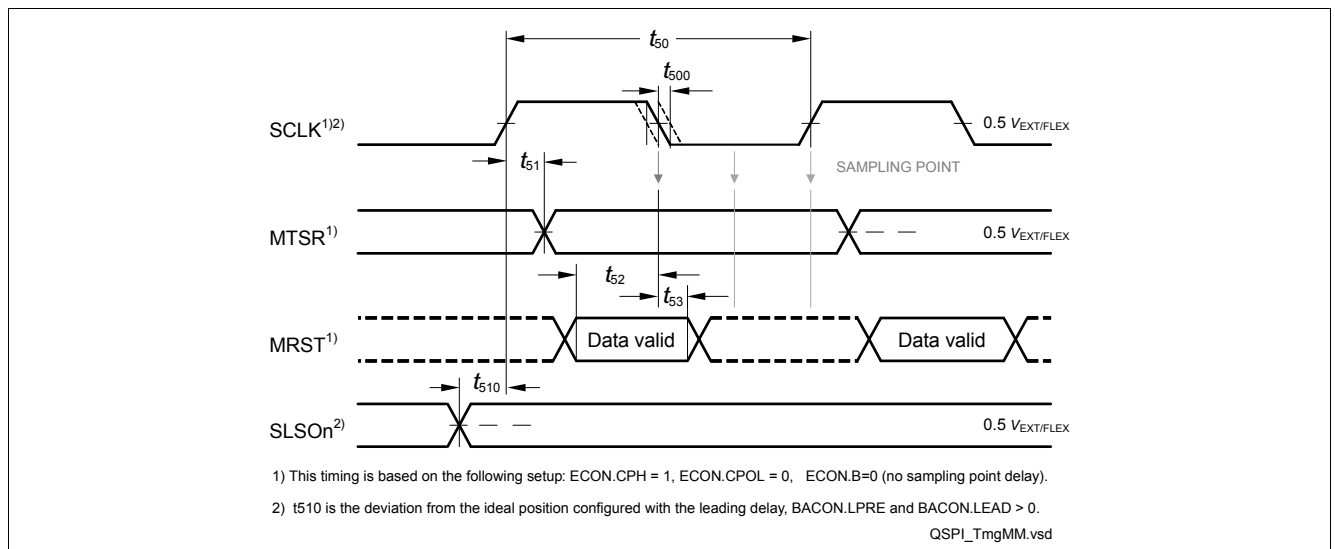 t50
t500
SCLK1)2)
0.5 VEXT/FLEX
t51
SAMPLING POINT
MTSR1)
0.5 VEXT/FLEX
t52
t53
MRST1)
Data valid
Data valid
t510
SLSOn2)
0.5 VEXT/FLEX
1) This timing is based on the following setup: ECON.CPH = 1, ECON.CPOL = 0, ECON.B=0 (no sampling point delay).
2) t510 is the deviation from the ideal position configured with the leading delay, BACON.LPRE and BACON.LEAD > 0.
QSPI_TmgMM.vsd